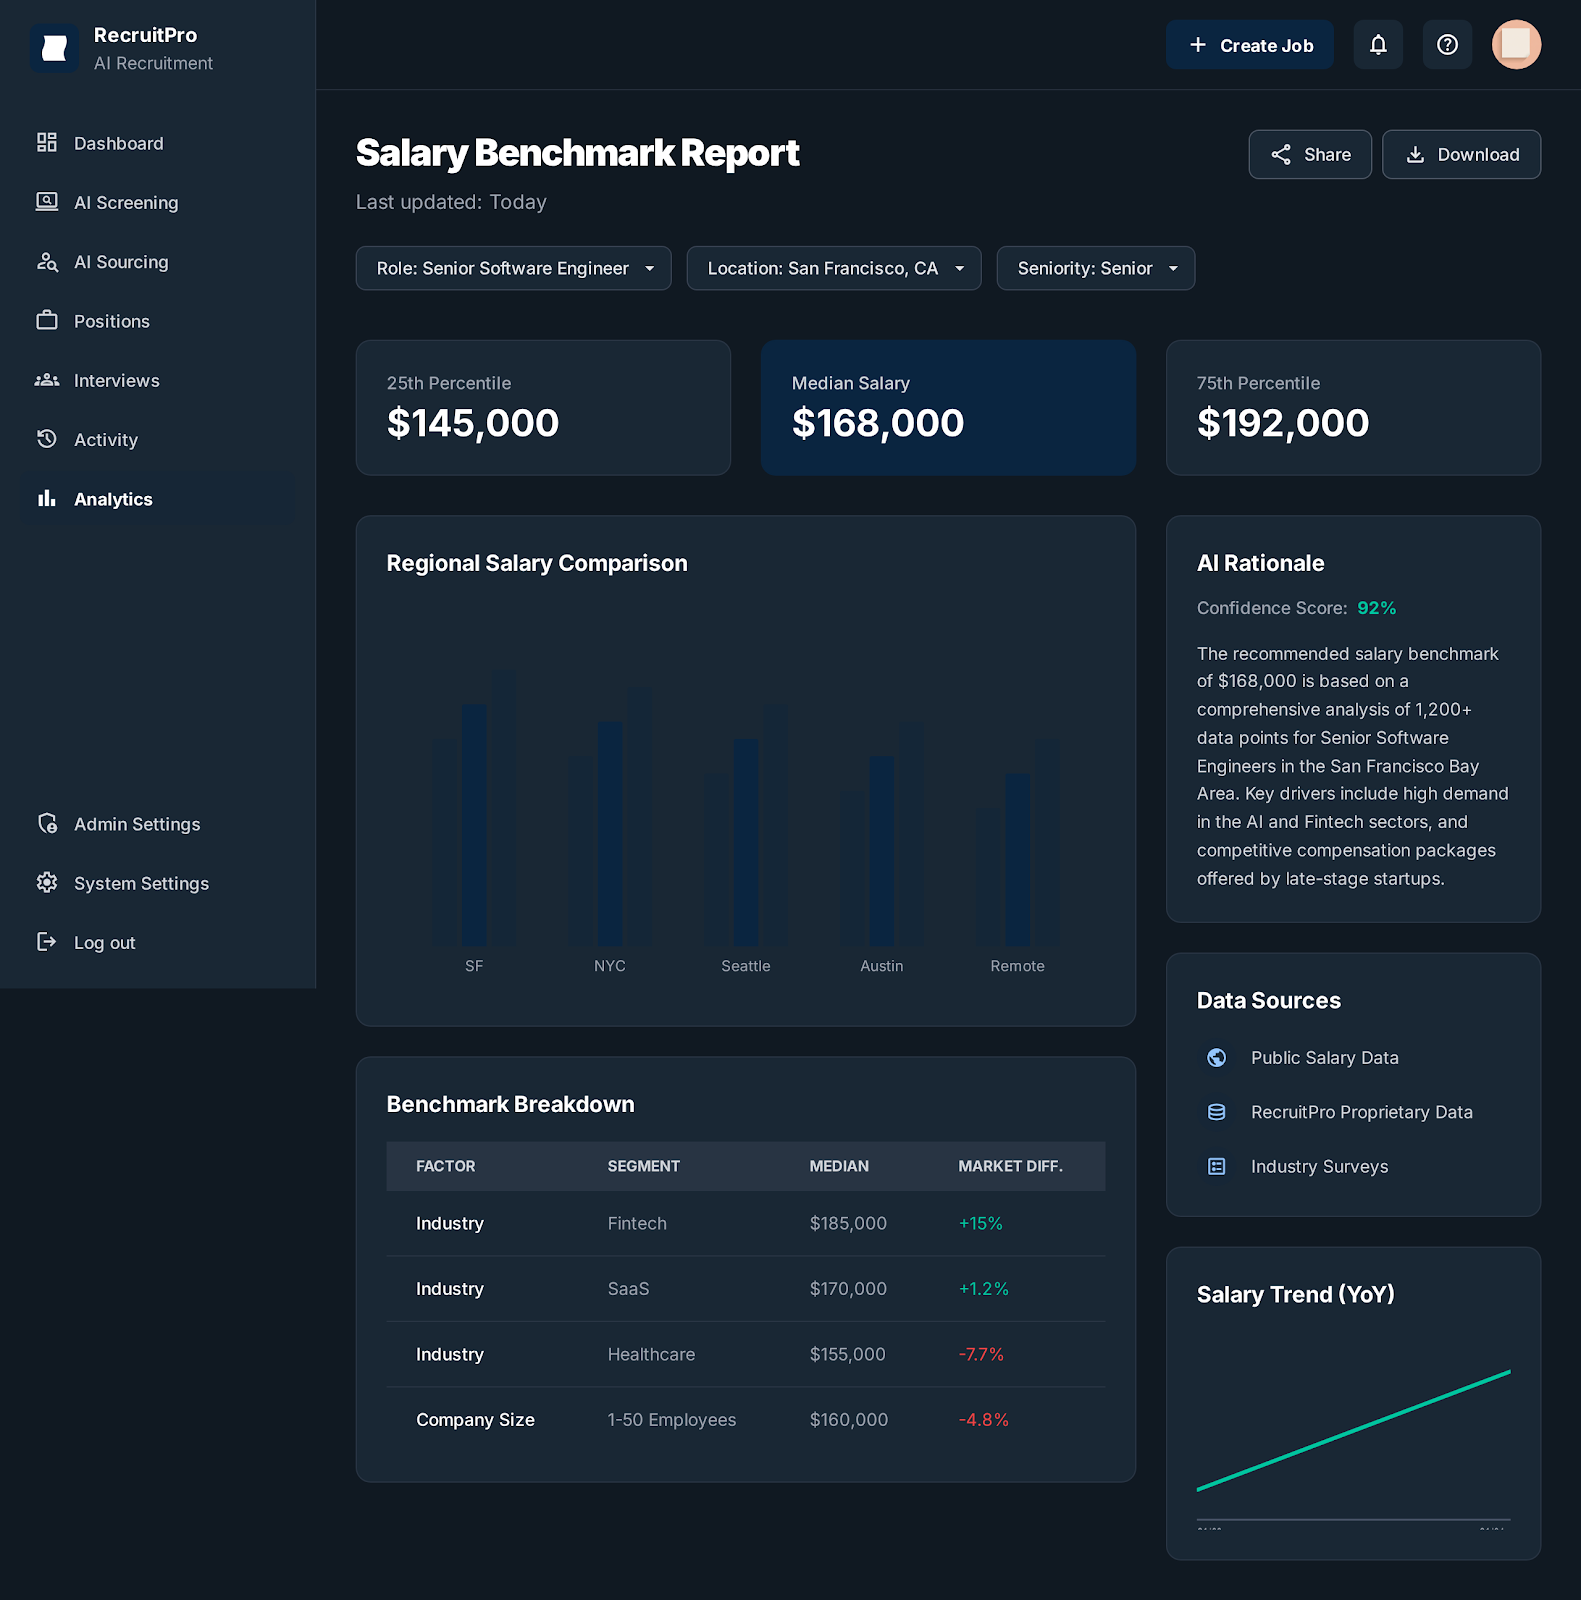 RecruitPro
AI Recruitment
Dashboard
AI Screening
AI Sourcing
Positions
Interviews
Activity
Analytics
Admin Settings
System Settings
Log out
Create Job
Salary Benchmark Report
Last updated: Today
Share
Download
Role: Senior Software Engineer
Location: San Francisco, CA
Seniority: Senior
25th Percentile
$145,000
Median Salary
$168,000
75th Percentile
$192,000
Regional Salary Comparison
SF
NYC
Seattle
Austin
Remote
Benchmark Breakdown
FACTOR SEGMENT MEDIAN MARKET DIFF.
Industry Fintech $185,000 +15%
Industry SaaS $170,000 +1.2%
Industry Healthcare $155,000 -7.7%
Company Size 1-50 Employees $160,000 -4.8%
AI Rationale
Confidence Score: 92%
The recommended salary benchmark
of $168,000 is based on a
comprehensive analysis of 1,200+
data points for Senior Software
Engineers in the San Francisco Bay
Area. Key drivers include high demand
in the AI and Fintech sectors, and
competitive compensation packages
offered by late-stage startups.
Data Sources
Public Salary Data
RecruitPro Proprietary Data
Industry Surveys
Salary Trend (YoY)